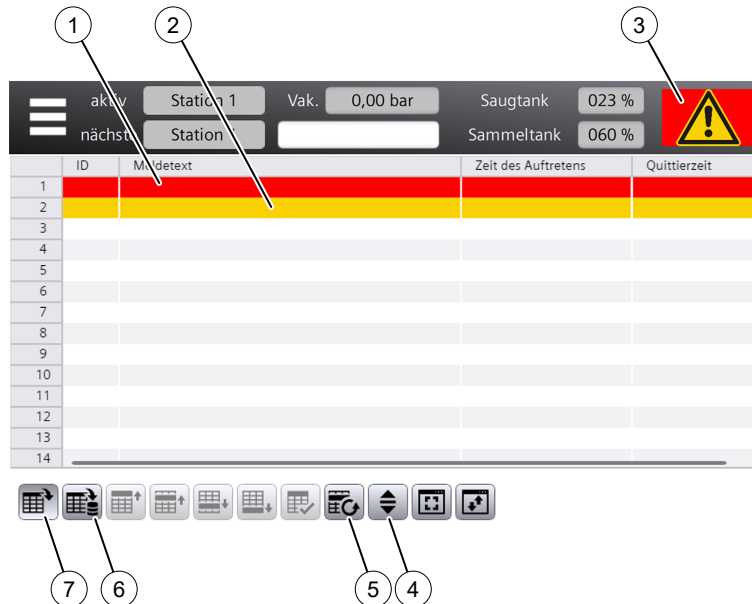 1 2 3
aktiv Station 1 Vak. 0,00 bar Saugtank 023 %
nächste Station Sammeltank 060 %
ID Meldetext Zeit des Auftretens Quittierzeit
1
2
3
4
5
6
7
8
9
10
11
12
13
14
7 6 5 4